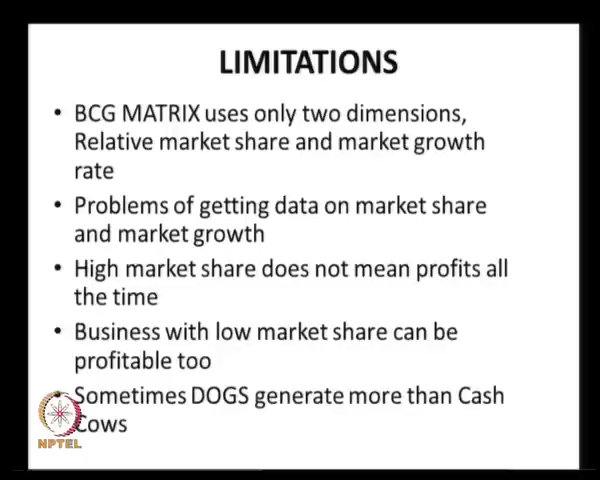 LIMITATIONS
• BCG MATRIX uses only two dimensions,
Relative market share and market growth
rate
• Problems of getting data on market share
and market growth
• High market share does not mean profits all
the time
• Business with low market share can be
profitable too
Sometimes DOGS generate more than Cash
Cows
NPTEL